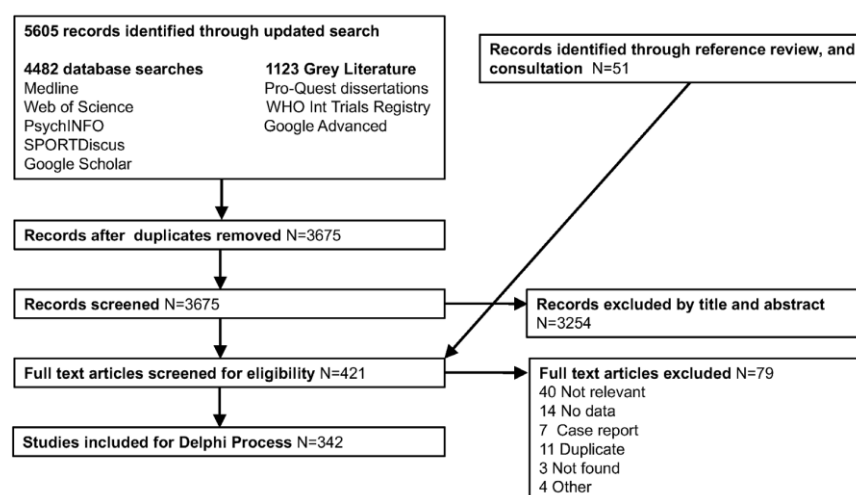 5605 records identified through updated search
4482 database searches
Medline
Web of Science
PsychINFO
SPORTDiscus
Google Scholar
1123 Grey Literature
Pro-Quest dissertations
WHO Int Trials Registry
Google Advanced
Records identified through reference review, and
consultation N=51
Records after duplicates removed N=3675
Records screened N=3675
Records excluded by title and abstract
N=3254
Full text articles screened for eligibility N=421
Full text articles excluded N=79
40 Not relevant
14 No data
7 Case report
11 Duplicate
3 Not found
4 Other
Studies included for Delphi Process N=342